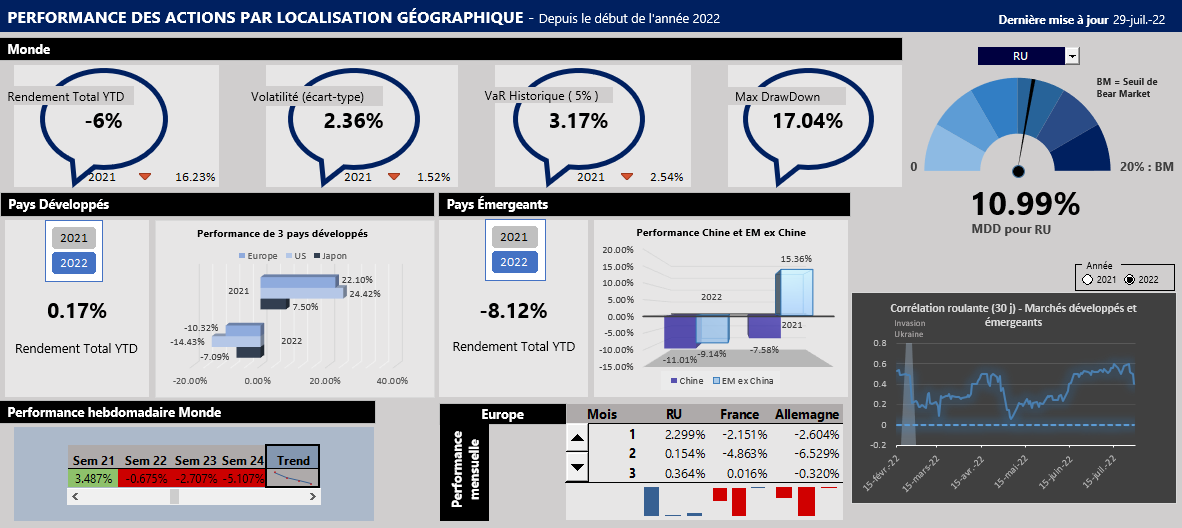 PERFORMANCE DES ACTIONS PAR LOCALISATION GÉOGRAPHIQUE - Depuis le début de l'année 2022
Dernière mise à jour 29-juil.-22
Monde
Rendement Total YTD
-6%
2021 16.23%
Volatilité (écart-type)
2.36%
2021 1.52%
VaR Historique ( 5% )
3.17%
2021 2.54%
Max DrawDown
17.04%
RU
BM = Seuil de
Bear Market
0
20% : BM
10.99%
MDD pour RU
Pays Développés
2021
2022
0.17%
Rendement Total YTD
Performance de 3 pays développés
Europe US Japon
2021
22.10%
24.42%
7.50%
-10.32%
-14.43%
-7.09%
2022
-20.00% 0.00% 20.00% 40.00%
Pays Émergeants
2021
2022
-8.12%
Rendement Total YTD
Performance Chine et EM ex Chine
20.00%
15.00%
10.00%
5.00%
0.00%
-5.00%
-10.00%
-15.00%
15.36%
2022
2021
-11.01%
-9.14%
-7.58%
Chine EM ex China
Année
2021 2022
Corrélation roulante (30 j) - Marchés développés et
émergeants
Invasion
Ukraine
0.8
0.6
0.4
0.2
0
-0.2
15-févr.-22
15-mars-22
15-avr.-22
15-mai-22
15-juin-22
15-juil.-22
Performance hebdomadaire Monde
Sem 21 Sem 22 Sem 23 Sem 24 Trend
3.487% -0.675% -2.707% -5.107%
Europe
Performance
mensuelle
Mois RU France Allemagne
1 2.299% -2.151% -2.604%
2 0.154% -4.863% -6.529%
3 0.364% 0.016% -0.320%